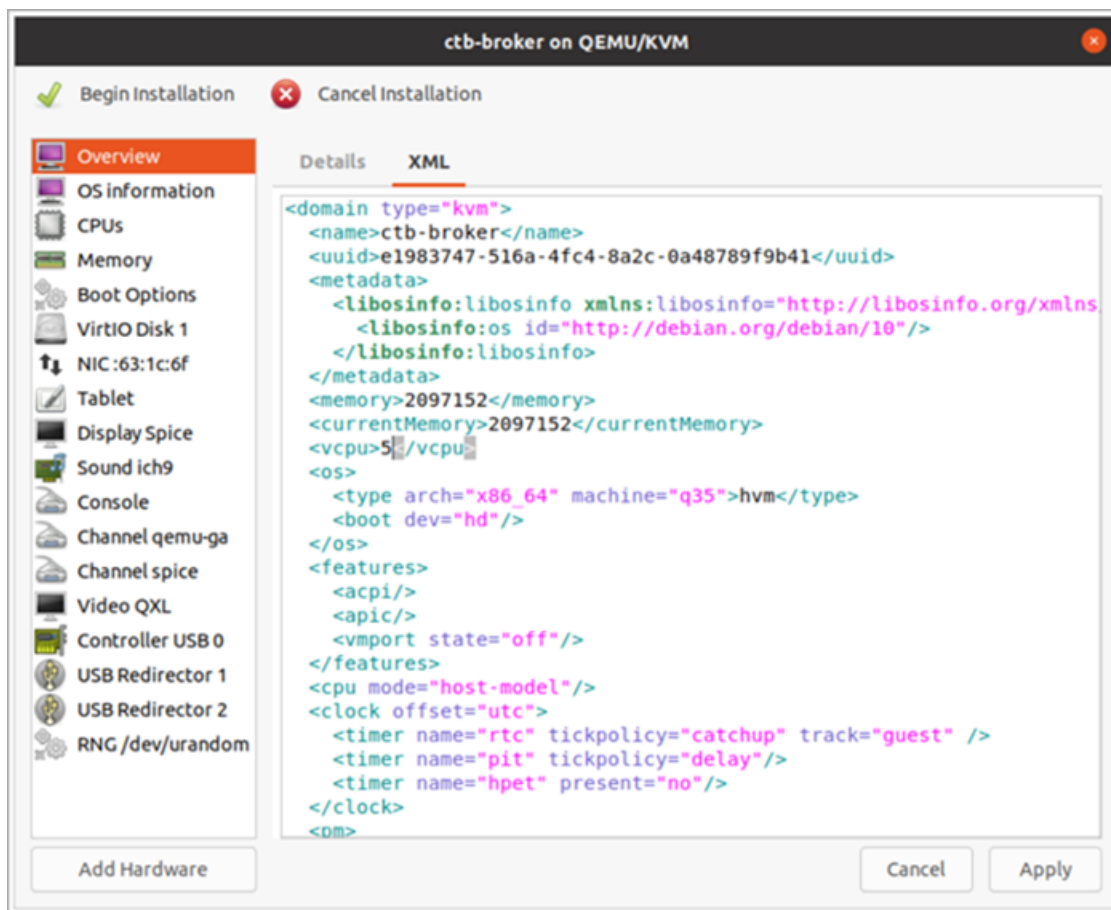 ctb-broker on QEMU/KVM
Begin Installation
Cancel Installation
Overview
OS information
CPUs
Memory
Boot Options
VirtIO Disk 1
NIC :63:1c:6f
Tablet
Display Spice
Sound ich9
Console
Channel qemu-ga
Channel spice
Video QXL
Controller USB 0
USB Redirector 1
USB Redirector 2
RNG /dev/urandom
Add Hardware
Details
XML
<domain type="kvm">
  <name>ctb-broker</name>
  <uuid>e1983747-516a-4fc4-8a2c-0a48789f9b41</uuid>
  <metadata>
    <libosinfo:libosinfo xmlns:libosinfo="http://libosinfo.org/xmlns
      <libosinfo:os id="http://debian.org/debian/10"/>
    </libosinfo:libosinfo>
  </metadata>
  <memory>2097152</memory>
  <currentMemory>2097152</currentMemory>
  <vcpu>5</vcpu>
  <os>
    <type arch="x86_64" machine="q35">hvm</type>
    <boot dev="hd"/>
  </os>
  <features>
    <acpi/>
    <apic/>
    <vmport state="off"/>
  </features>
  <cpu mode="host-model"/>
  <clock offset="utc">
    <timer name="rtc" tickpolicy="catchup" track="guest" />
    <timer name="pit" tickpolicy="delay"/>
    <timer name="hpet" present="no"/>
  </clock>
  <pm>
Cancel
Apply